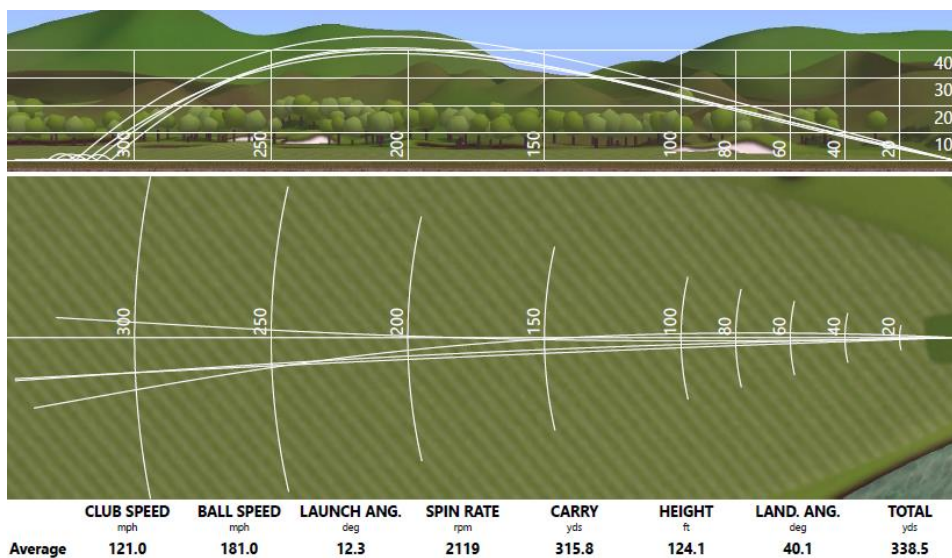 40
30
20
10
300 250 200 150 100 80 60 40 20
300 250 200 150 100 80 60 40 20
CLUB SPEED BALL SPEED LAUNCH ANG. SPIN RATE CARRY HEIGHT LAND. ANG. TOTAL
mph mph deg rpm yds ft deg yds
Average 121.0 181.0 12.3 2119 315.8 124.1 40.1 338.5